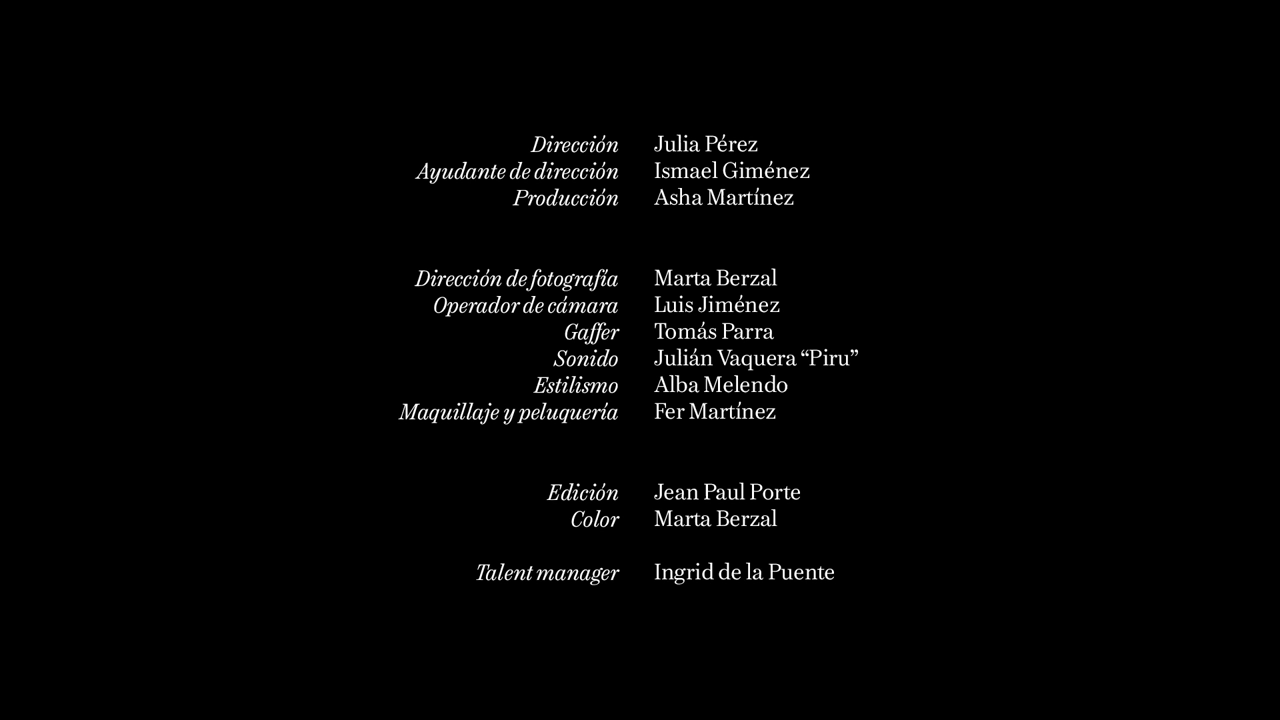 Dirección Julia Pérez
Ayudante de dirección Ismael Giménez
Producción Asha Martínez
Dirección de fotografía Marta Berzal
Operador de cámara Luis Jiménez
Gaffer Tomás Parra
Sonido Julián Vaquera “Piru”
Estilismo Alba Melendo
Maquillaje y peluquería Fer Martínez
Edición Jean Paul Porte
Color Marta Berzal
Talent manager Ingrid de la Puente